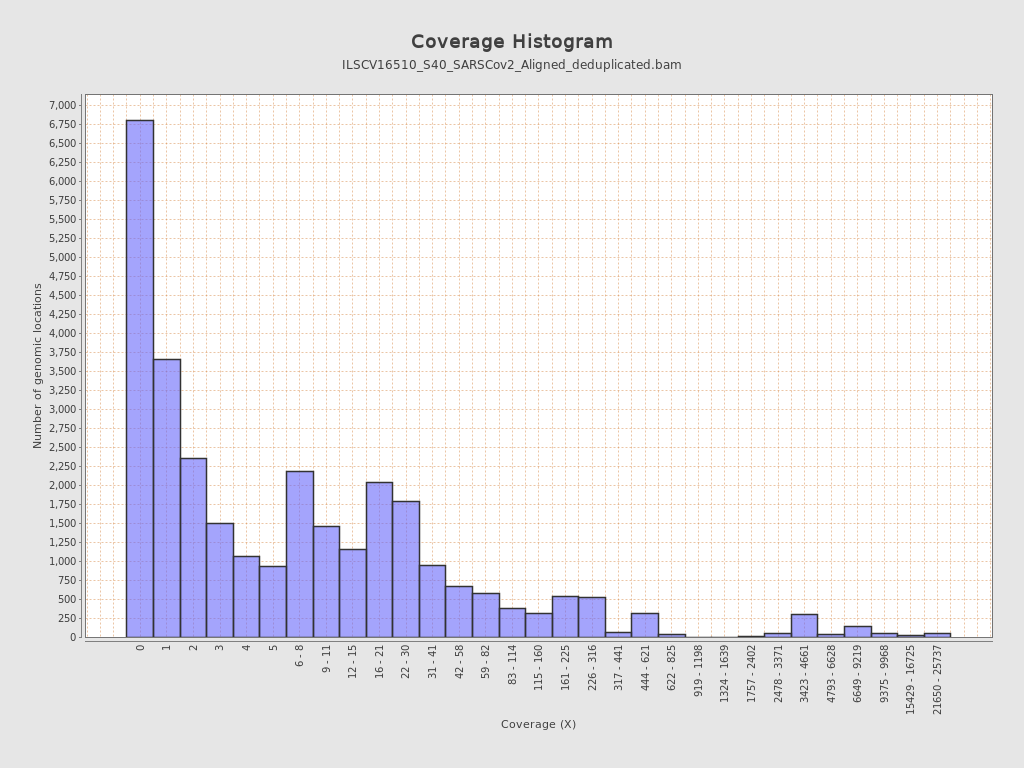 Coverage Histogram
ILSCV16510_S40_SARSCov2_Aligned_deduplicated.bam
7,000
6,750
6,500
6,250
6,000
5,750
5,500
5,250
5,000
4,750
4,500
4,250
4,000
3,750
3,500
3,250
3,000
2,750
2,500
2,250
2,000
1,750
1,500
1,250
1,000
750
500
250
0
Number of genomic locations
0
1
2
3
4
5
6 - 8
9 - 11
12 - 15
16 - 21
22 - 30
31 - 41
42 - 58
59 - 82
83 - 114
115 - 160
161 - 225
226 - 316
317 - 441
444 - 621
622 - 825
919 - 1198
1324 - 1639
1757 - 2402
2478 - 3371
3423 - 4661
4793 - 6628
6649 - 9219
9375 - 9968
15429 - 16725
21650 - 25737
Coverage (X)